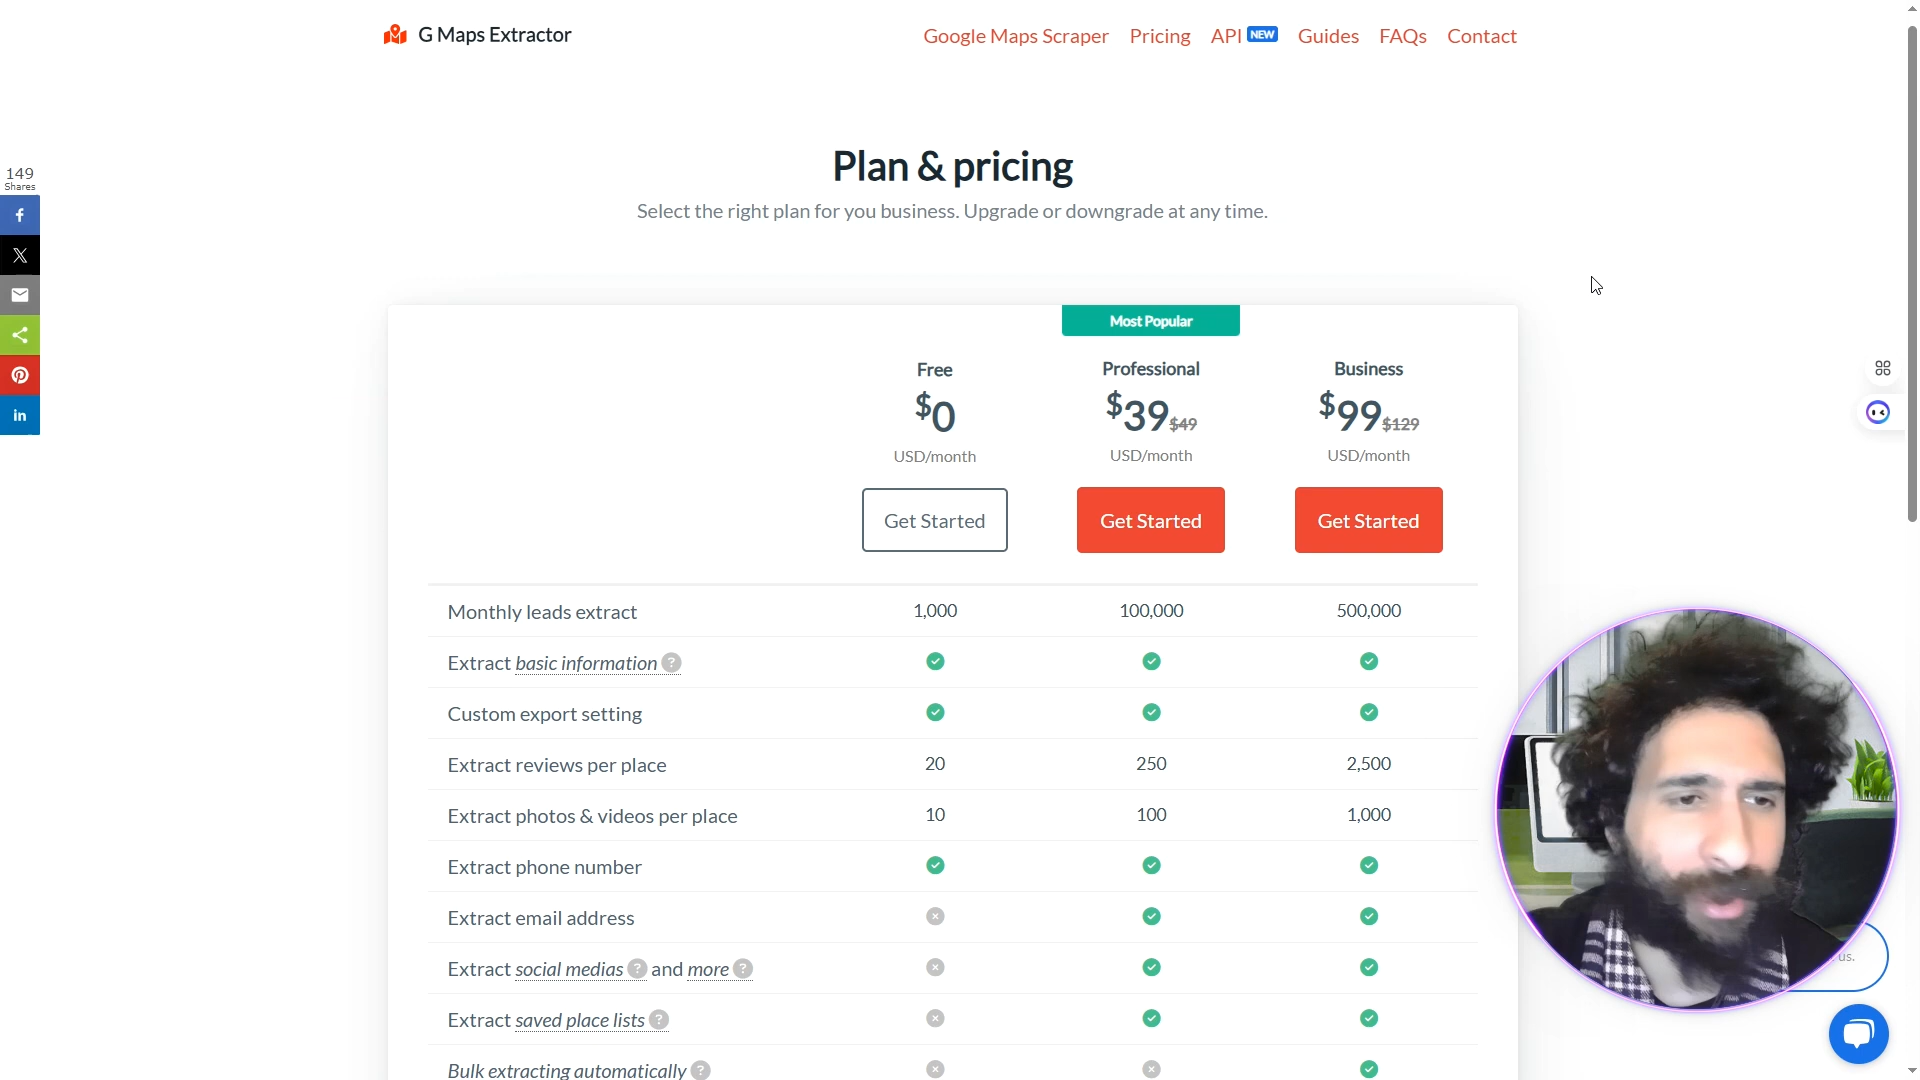 G Maps Extractor
Google Maps Scraper Pricing API NEW Guides FAQs Contact
149
Shares
Plan & pricing
Select the right plan for you business. Upgrade or downgrade at any time.
Most Popular
Free Professional Business
$0 $39 $49 $99 $129
USD/month USD/month USD/month
Get Started Get Started Get Started
Monthly leads extract 1,000 100,000 500,000
Extract basic information ?
Custom export setting
Extract reviews per place 20 250 2,500
Extract photos & videos per place 10 100 1,000
Extract phone number
Extract email address
Extract social medias ? and more ?
Extract saved place lists ?
Bulk extracting automatically ?
us.